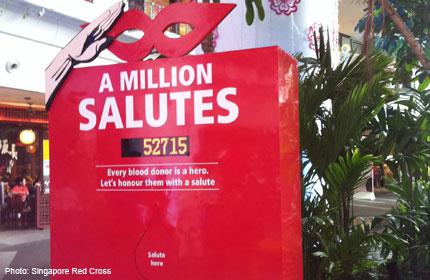 A MILLION
SALUTES
52715
Every blood donor is a hero.
Let's honour them with a salute
Salute
here
Photo: Singapore Red Cross